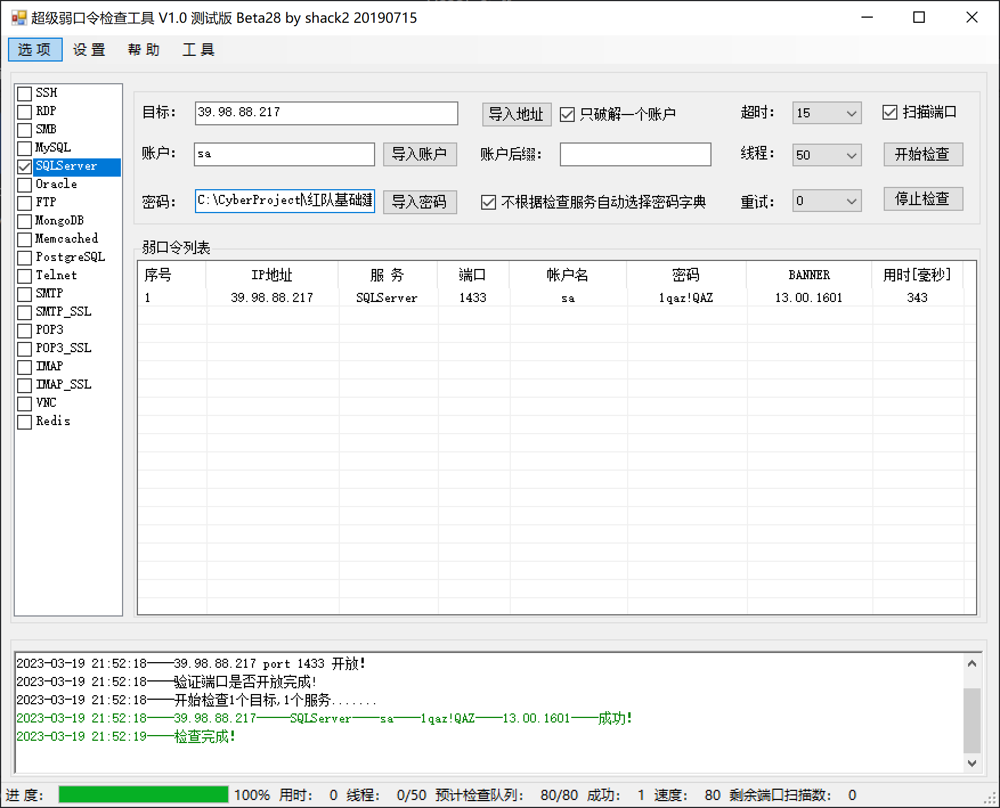 超级弱口令检查工具 V1.0 测试版 Beta28 by shack2 20190715
选 项 设 置 帮 助 工 具
SSH
RDP
SMB
MySQL
SQLServer
Oracle
FTP
MongoDB
Memcached
PostgreSQL
Telnet
SMTP
SMTP_SSL
POP3
POP3_SSL
IMAP
IMAP_SSL
VNC
Redis
目标: 39.98.88.217 导入地址 只破解一个账户 超时: 15 扫描端口
账户: sa 导入账户 账户后缀: 线程: 50 开始检查
密码: C:\CyberProject\红队基础建 导入密码 不根据检查服务自动选择密码字典 重试: 0 停止检查
弱口令列表
序号 IP地址 服 务 端口 帐户名 密码 BANNER 用时[毫秒]
1 39.98.88.217 SQLServer 1433 sa 1qaz!QAZ 13.00.1601 343
2023-03-19 21:52:18----39.98.88.217 port 1433 开放!
2023-03-19 21:52:18----验证端口是否开放完成!
2023-03-19 21:52:18----开始检查1个目标,1个服务.......
2023-03-19 21:52:18----39.98.88.217-----SQLServer----sa----1qaz!QAZ----13.00.1601----成功!
2023-03-19 21:52:19----检查完成!
进 度: 100% 用时: 0 线程: 0/50 预计检查队列: 80/80 成功: 1 速度: 80 剩余端口扫描数: 0